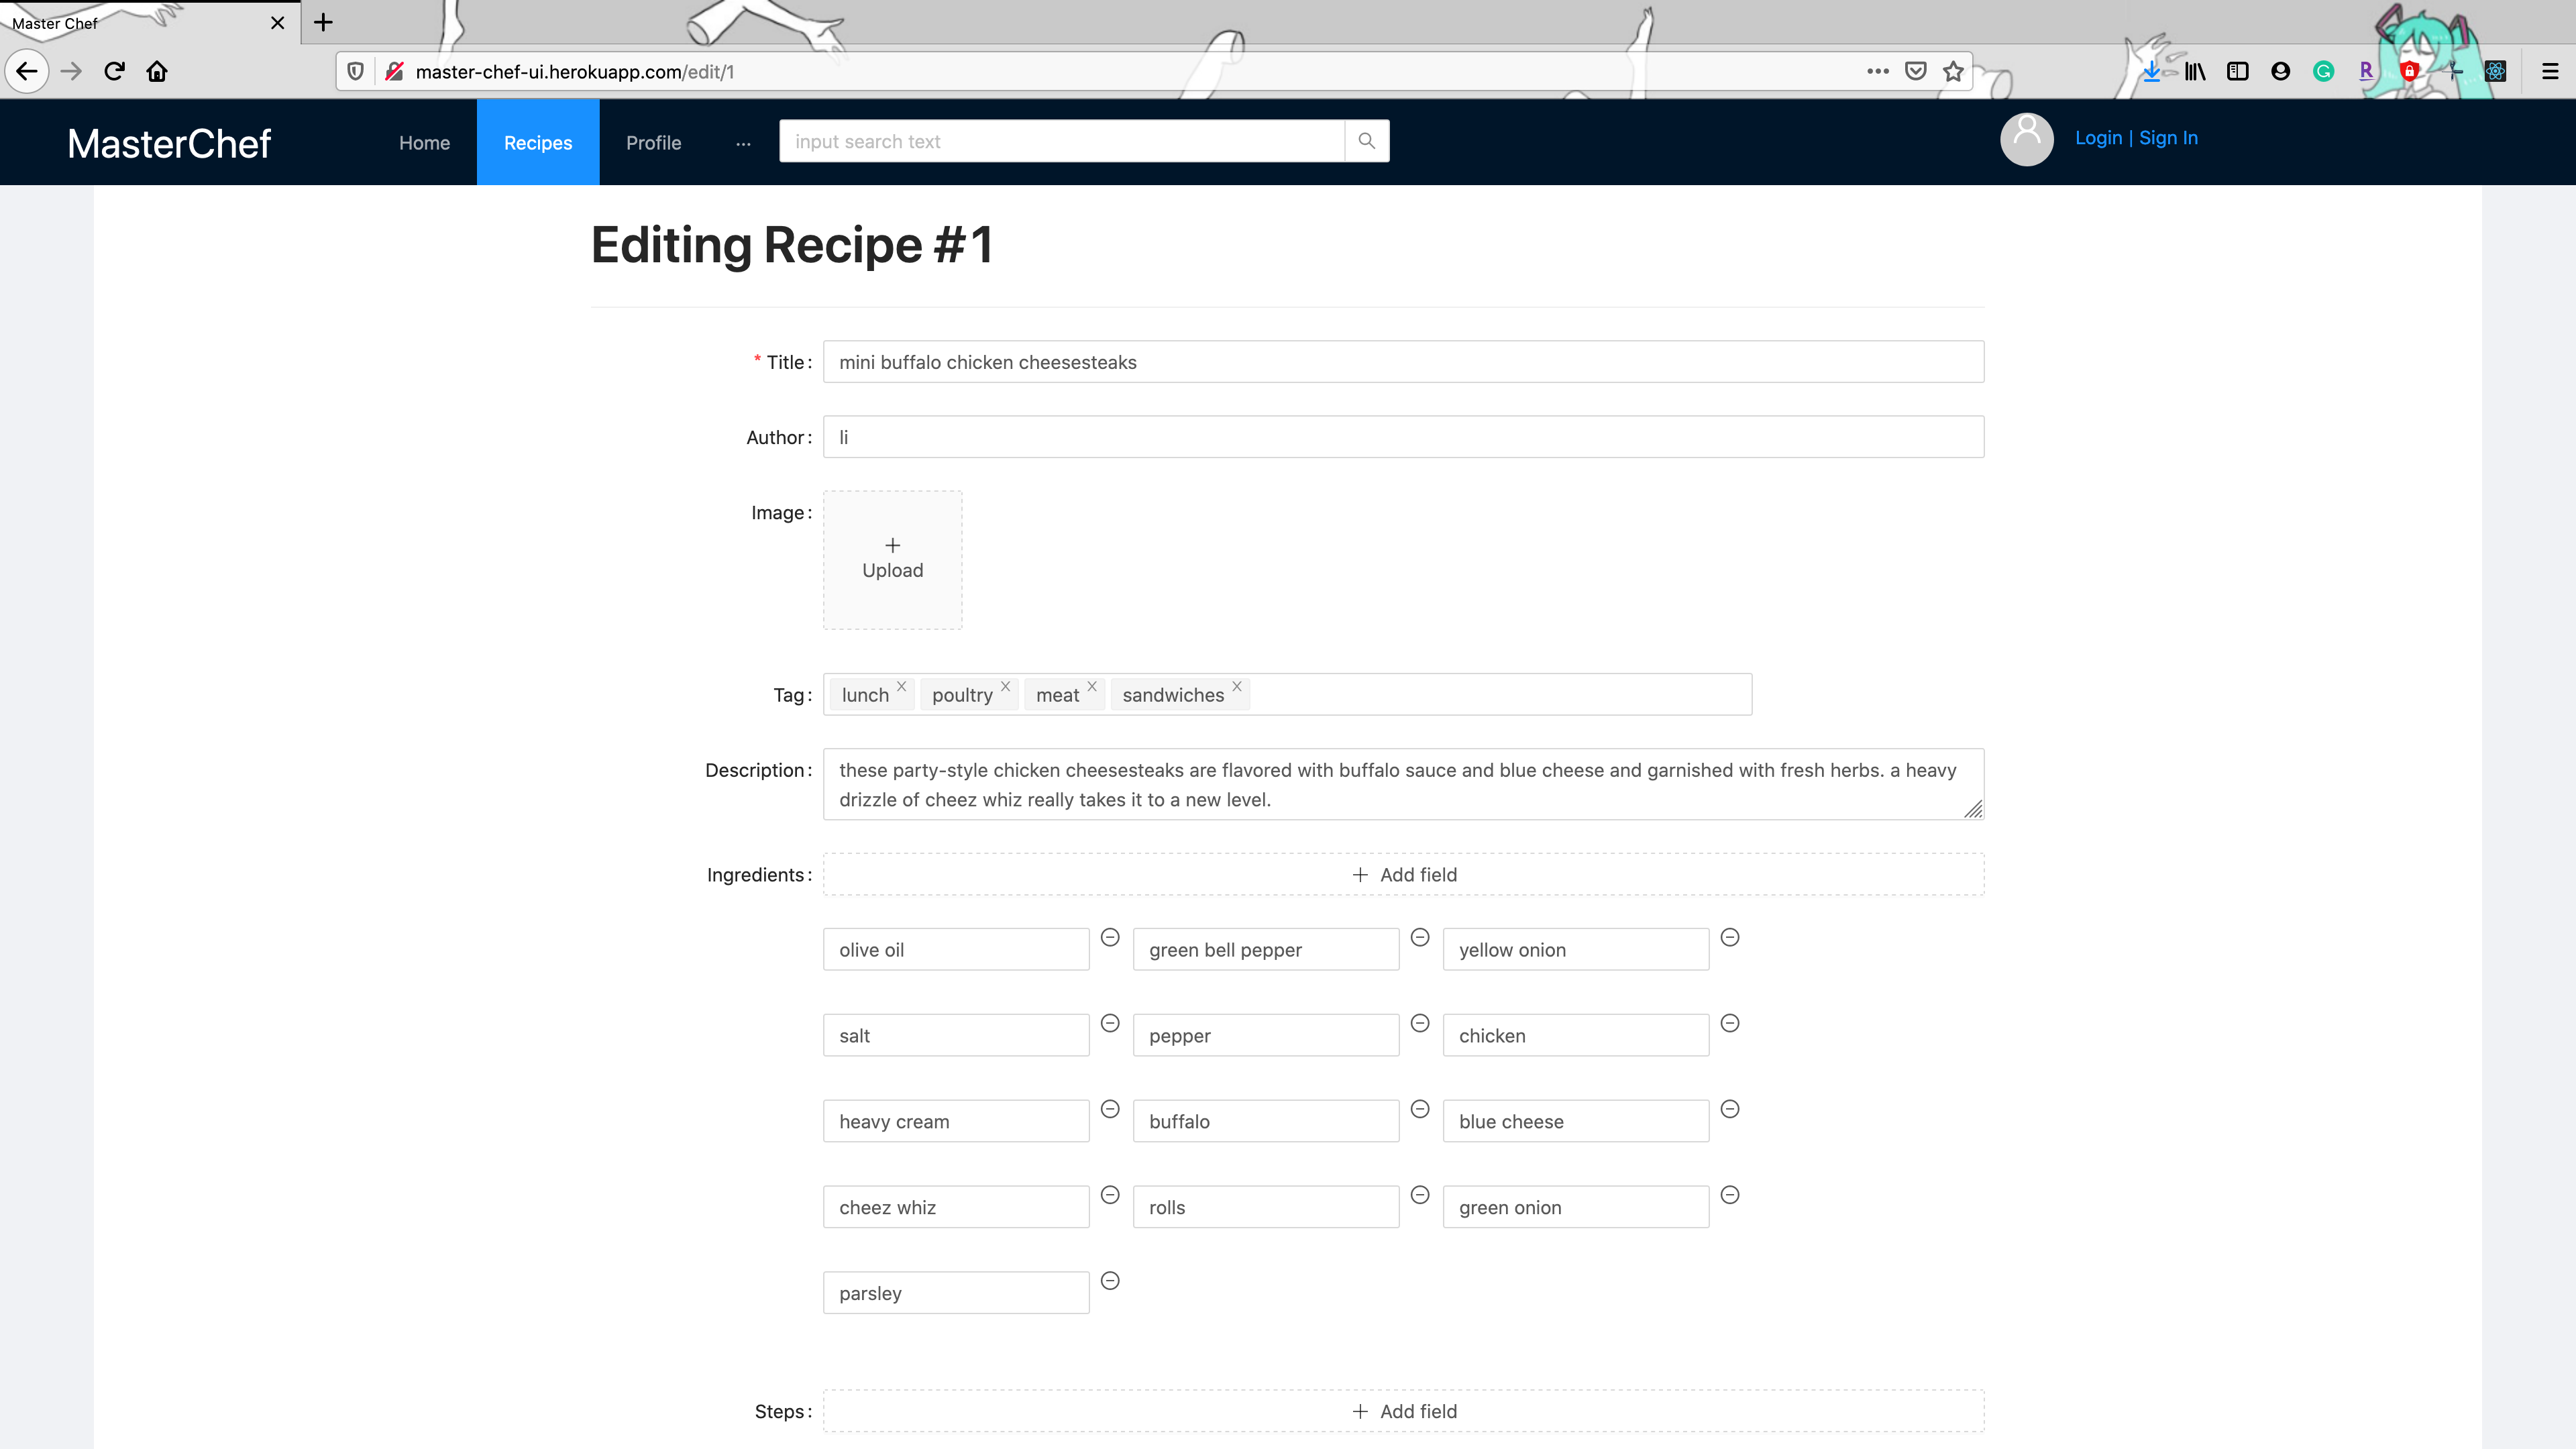 Master Chef
master-chef-ui.herokuapp.com/edit/1
MasterChef
Home
Recipes
Profile
···
input search text
Login | Sign In
Editing Recipe #1
* Title: mini buffalo chicken cheesesteaks
Author: li
Image:
+
Upload
Tag: lunch × poultry × meat × sandwiches ×
Description: these party-style chicken cheesesteaks are flavored with buffalo sauce and blue cheese and garnished with fresh herbs. a heavy
drizzle of cheez whiz really takes it to a new level.
Ingredients: + Add field
olive oil green bell pepper yellow onion
salt pepper chicken
heavy cream buffalo blue cheese
cheez whiz rolls green onion
parsley
Steps: + Add field